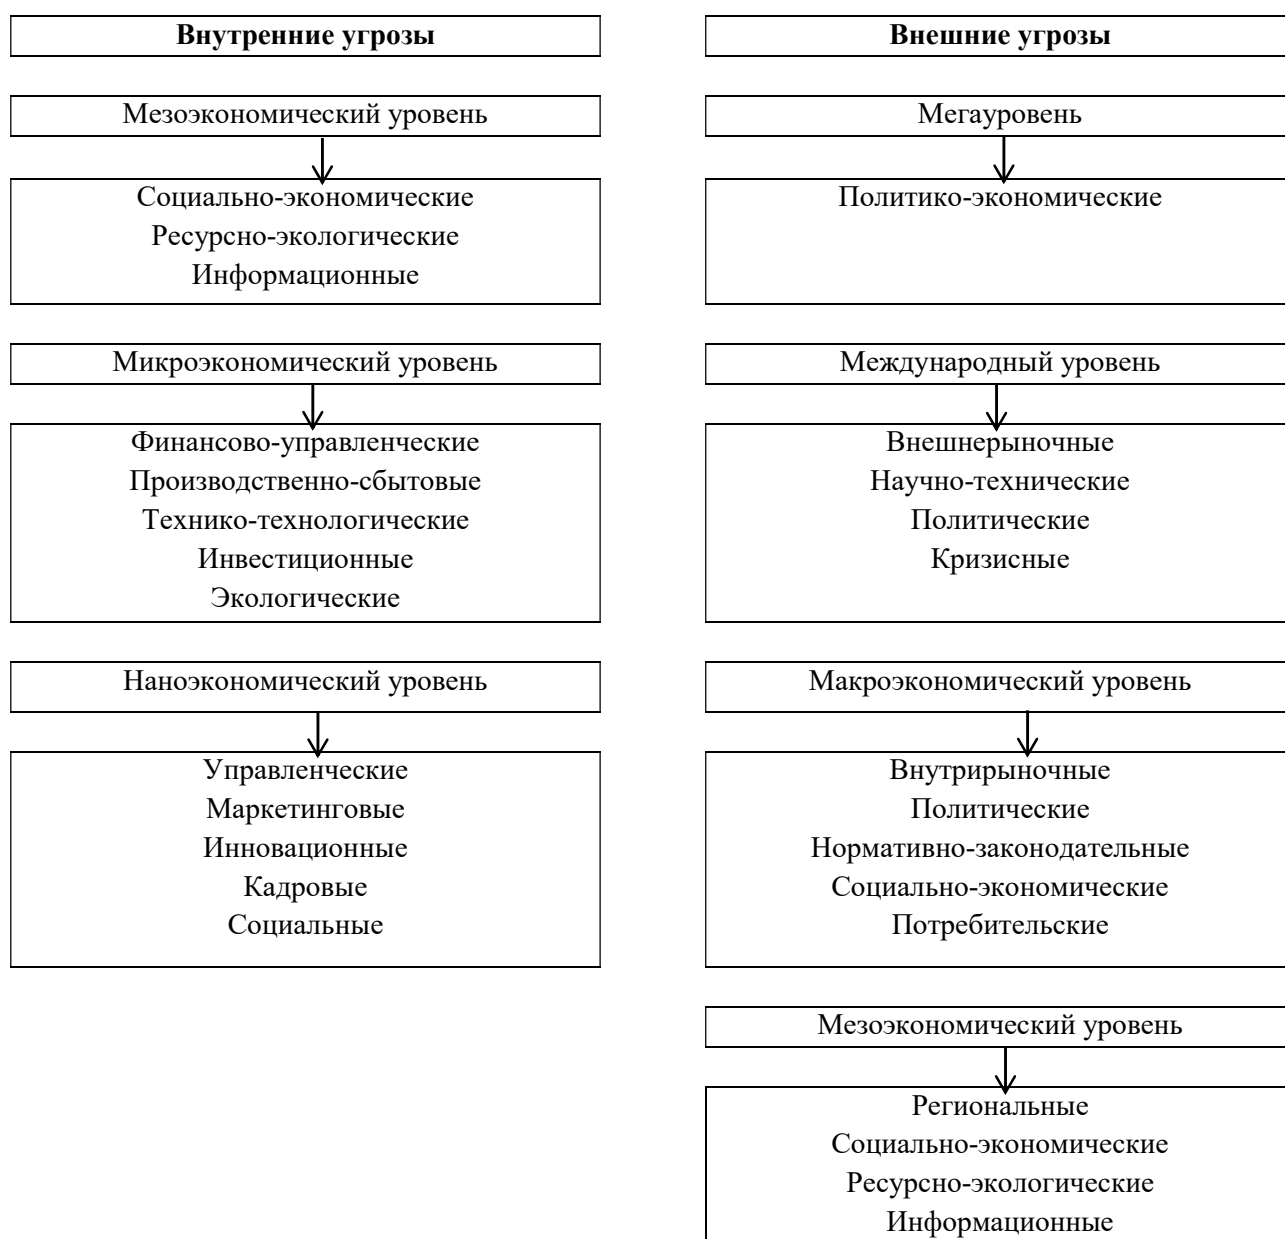 Внутренние угрозы
Мезоэкономический уровень
Социально-экономические
Ресурсно-экологические
Информационные
Микроэкономический уровень
Финансово-управленческие
Производственно-сбытовые
Технико-технологические
Инвестиционные
Экологические
Наноэкономический уровень
Управленческие
Маркетинговые
Инновационные
Кадровые
Социальные
Внешние угрозы
Мегауровень
Политико-экономические
Международный уровень
Внешнерыночные
Научно-технические
Политические
Кризисные
Макроэкономический уровень
Внутрирыночные
Политические
Нормативно-законодательные
Социально-экономические
Потребительские
Мезоэкономический уровень
Региональные
Социально-экономические
Ресурсно-экологические
Информационные